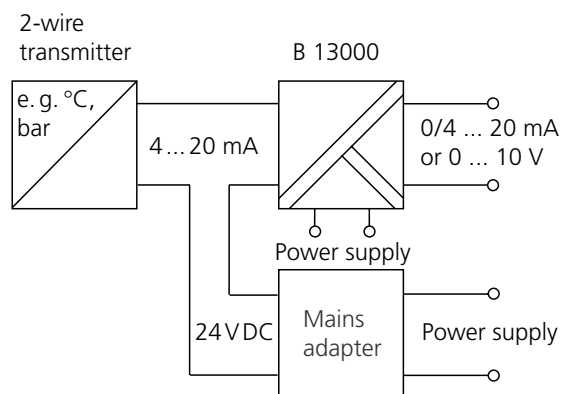 2-wire
transmitter
B 13000
e. g. °C,
bar
4 ... 20 mA
0/4 ... 20 mA
or 0 ... 10 V
Power supply
24 V DC
Mains
adapter
Power supply